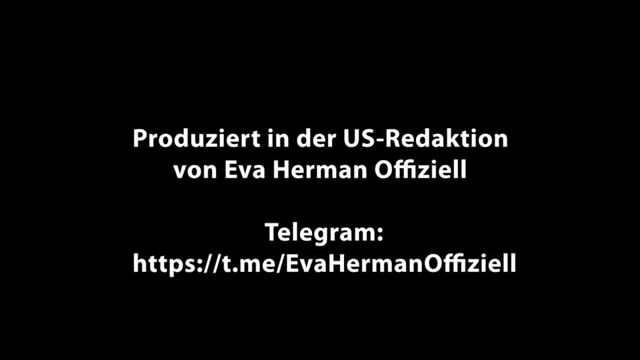 Produziert in der US-Redaktion
von Eva Herman Offiziell
Telegram:
https://t.me/EvaHermanOffiziell